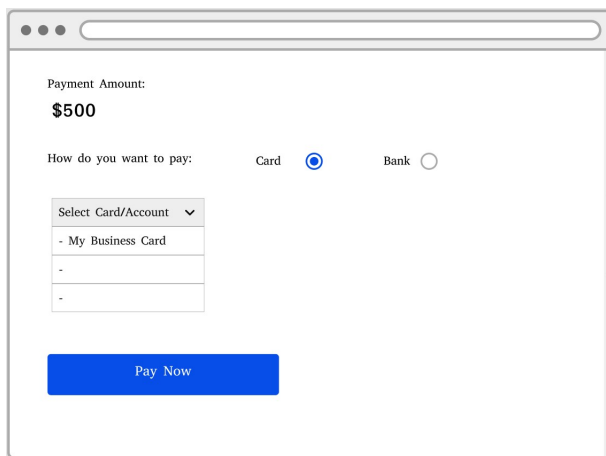 Payment Amount:
$500
How do you want to pay: Card Bank
Select Card/Account
- My Business Card
-
-
Pay Now